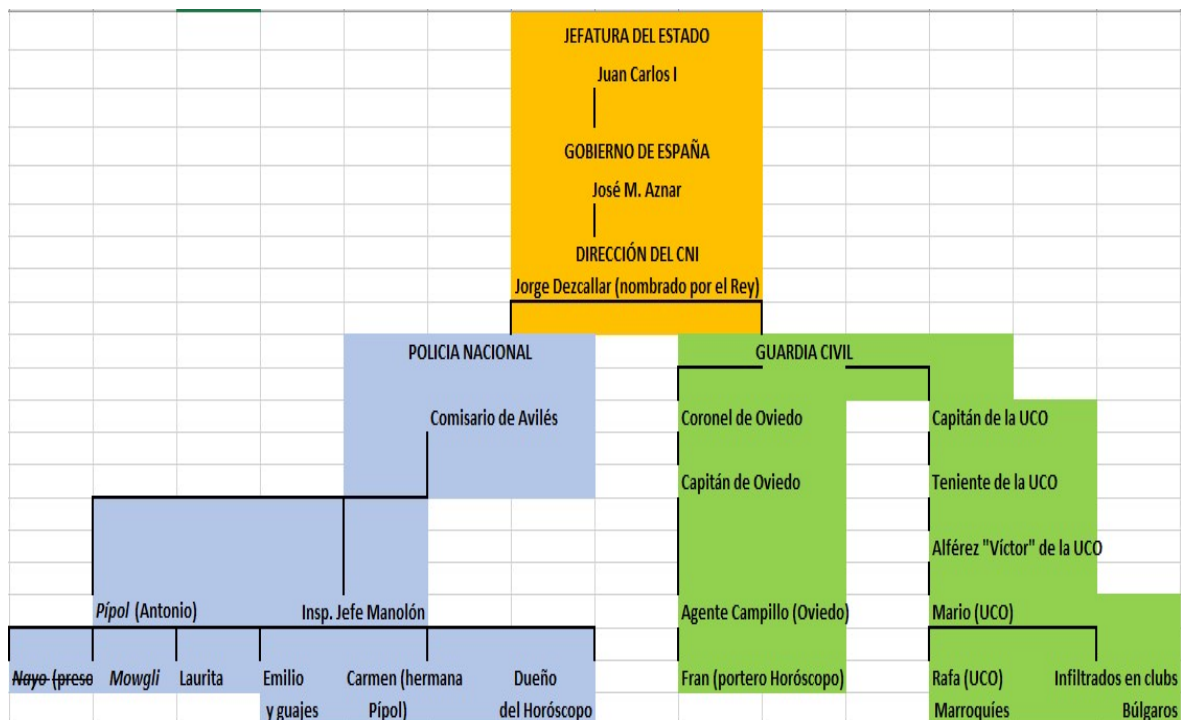 JEFATURA DEL ESTADO
Juan Carlos I
GOBIERNO DE ESPAÑA
José M. Aznar
DIRECCIÓN DEL CNI
Jorge Dezcallar (nombrado por el Rey)
POLICIA NACIONAL
GUARDIA CIVIL
Comisario de Avilés
Coronel de Oviedo
Capitán de la UCO
Capitán de Oviedo
Teniente de la UCO
Alférez "Víctor" de la UCO
Pípol (Antonio)
Insp. Jefe Manolón
Agente Campillo (Oviedo)
Mario (UCO)
Nayo (preso
Mowgli
Laurita
Emilio
y guajes
Carmen (hermana
Pípol)
Dueño
del Horóscopo
Fran (portero Horóscopo)
Rafa (UCO)
Marroquíes
Infiltrados en clubs
Búlgaros